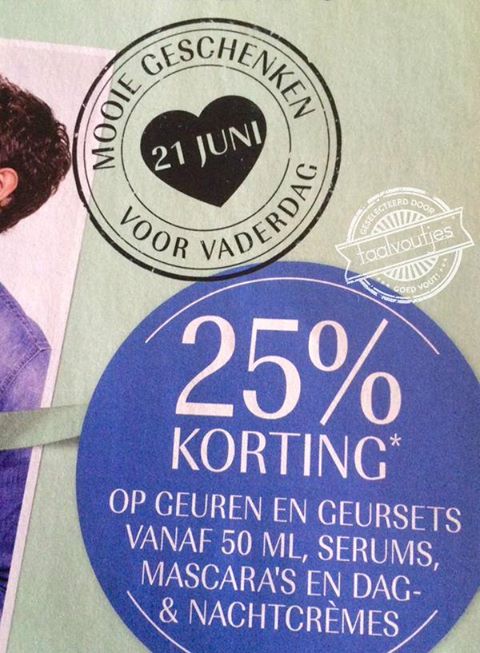 MOOIE GESCHENKEN
21 JUNI
VOOR VADERDAG
GESELECTEERD DOOR
taalvoutjes
GOED VOUT!
25%
KORTING*
OP GEUREN EN GEURSETS
VANAF 50 ML, SERUMS,
MASCARA'S EN DAG-
& NACHTCRÈMES